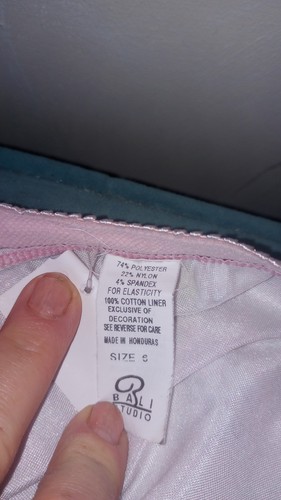 74% POLYESTER
22% NYLON
4% SPANDEX
FOR ELASTICITY
100% COTTON LINER
EXCLUSIVE OF
DECORATION
SEE REVERSE FOR CARE
MADE IN HONDURAS
SIZE S
B
BALI
STUDIO